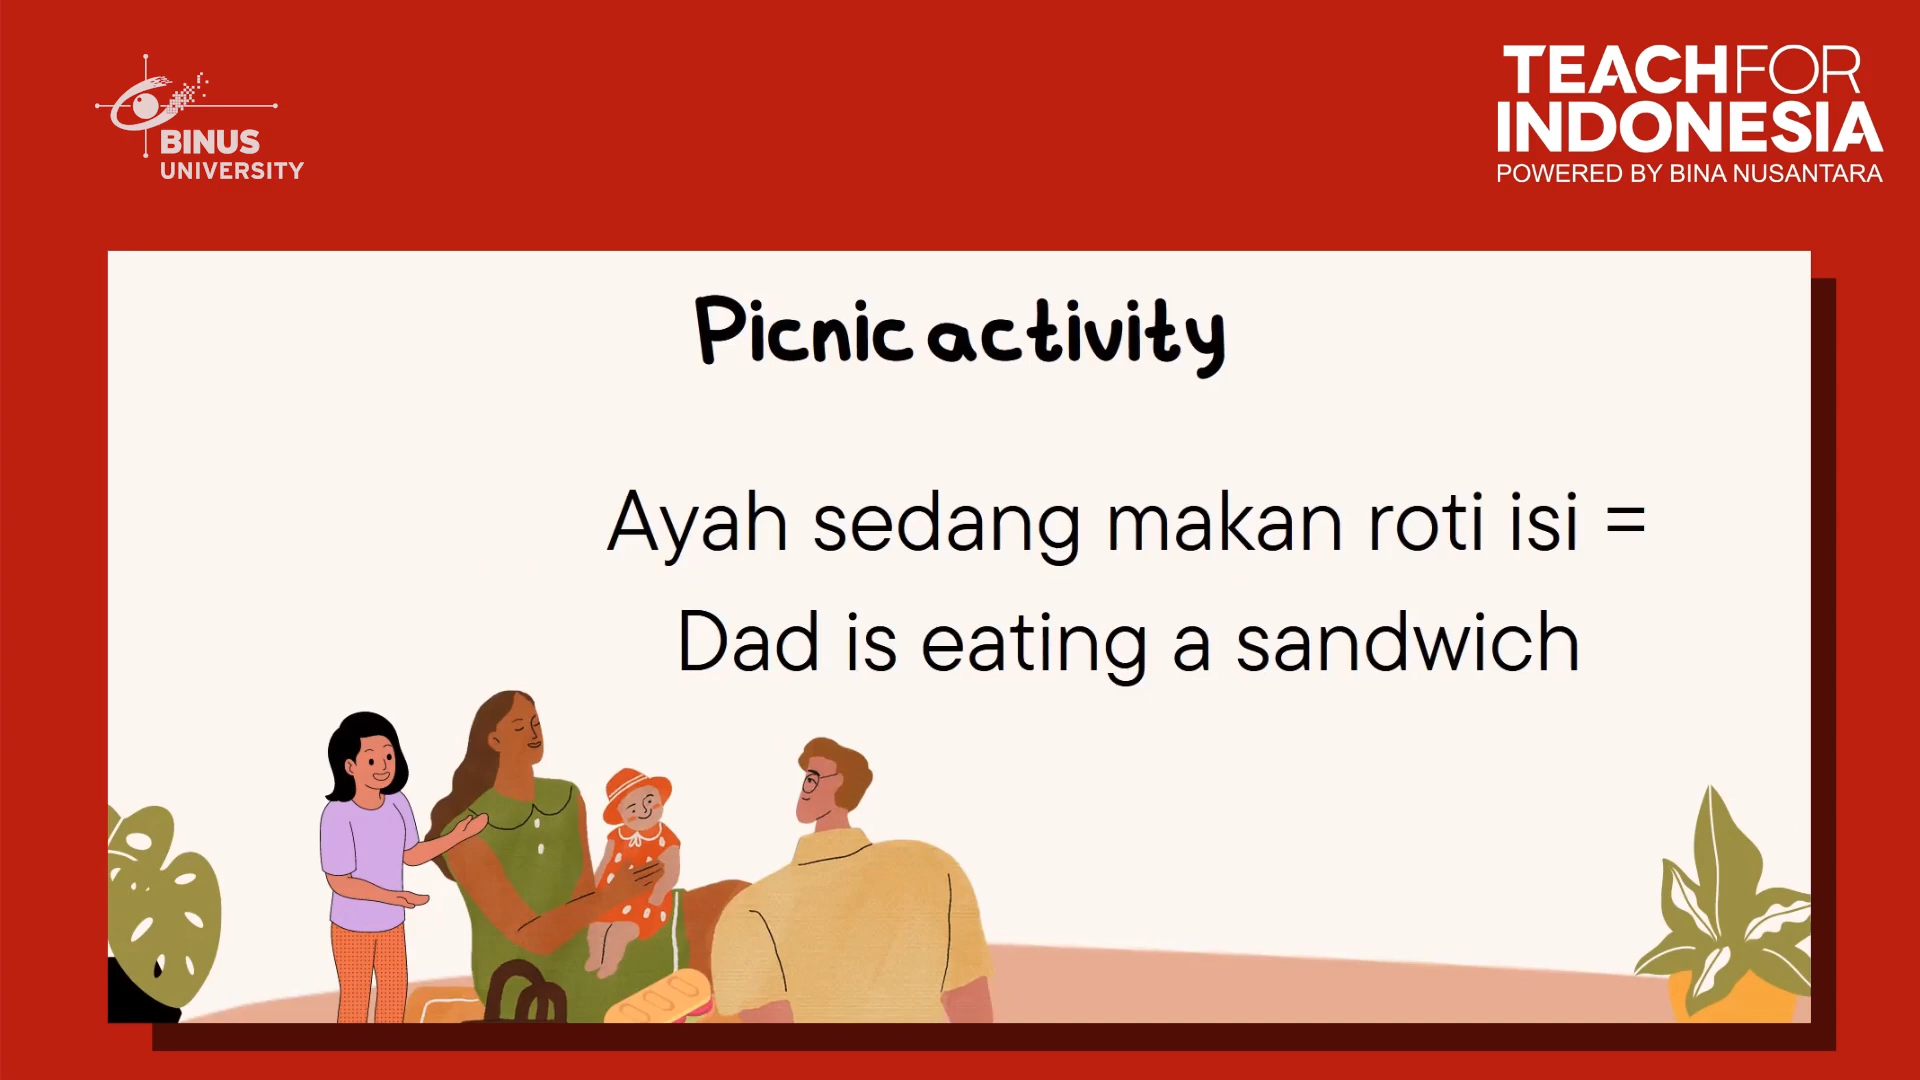 BINUS
UNIVERSITY
TEACHFOR
INDONESIA
POWERED BY BINA NUSANTARA
Picnic activity
Ayah sedang makan roti isi =
Dad is eating a sandwich